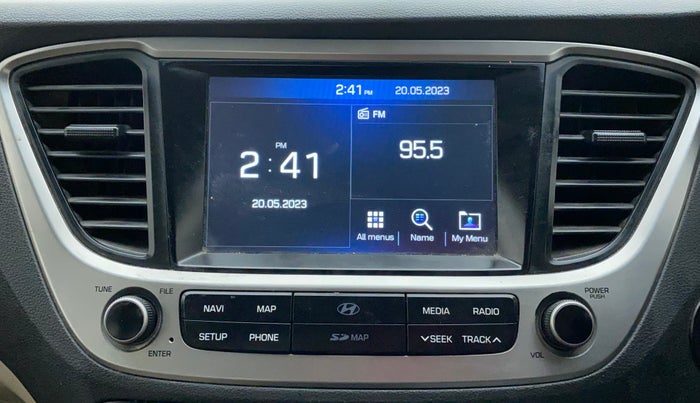 2:41 PM 20.05.2023
FM
PM
2:41
95.5
20.05.2023
All menus Name My Menu
TUNE FILE
POWER
PUSH
NAVI MAP MEDIA RADIO
SETUP PHONE SD MAP SEEK TRACK
ENTER VOL